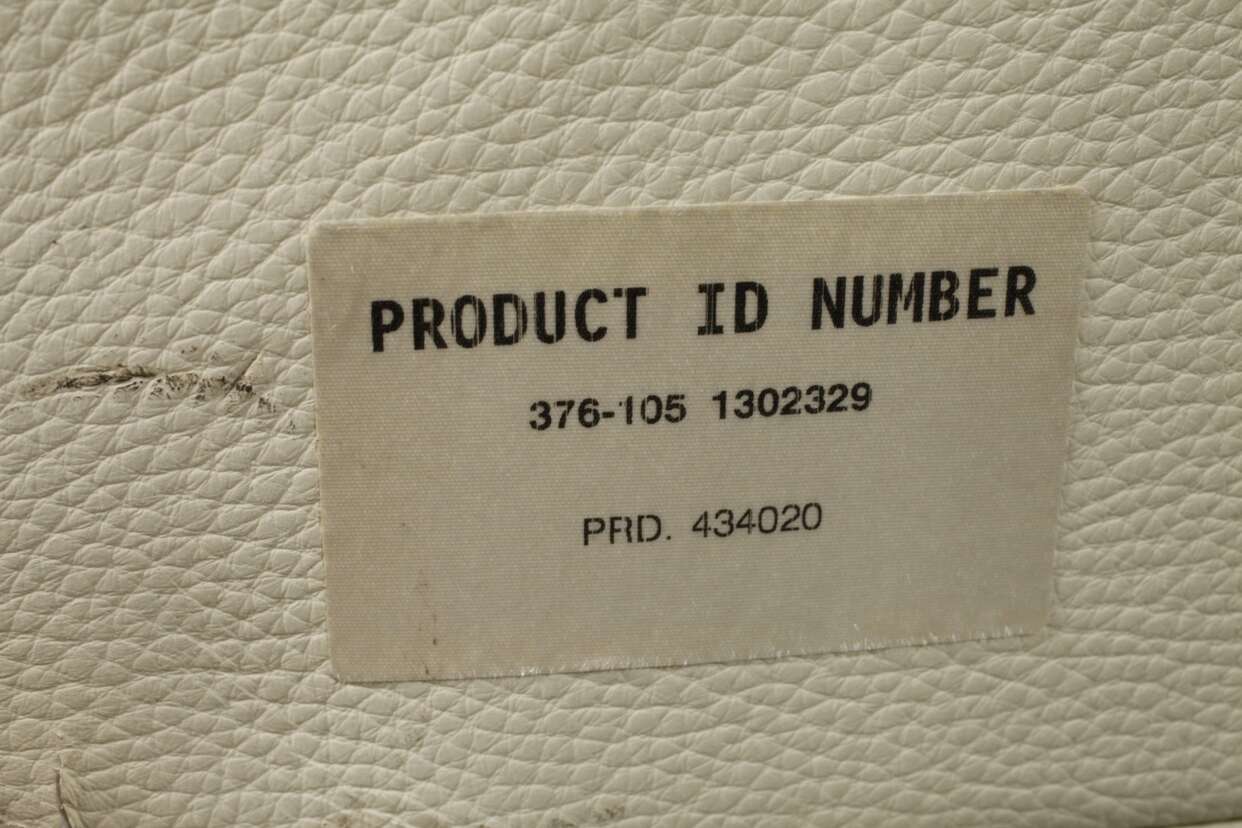 PRODUCT ID NUMBER
376-105 1302329
PRD. 434020